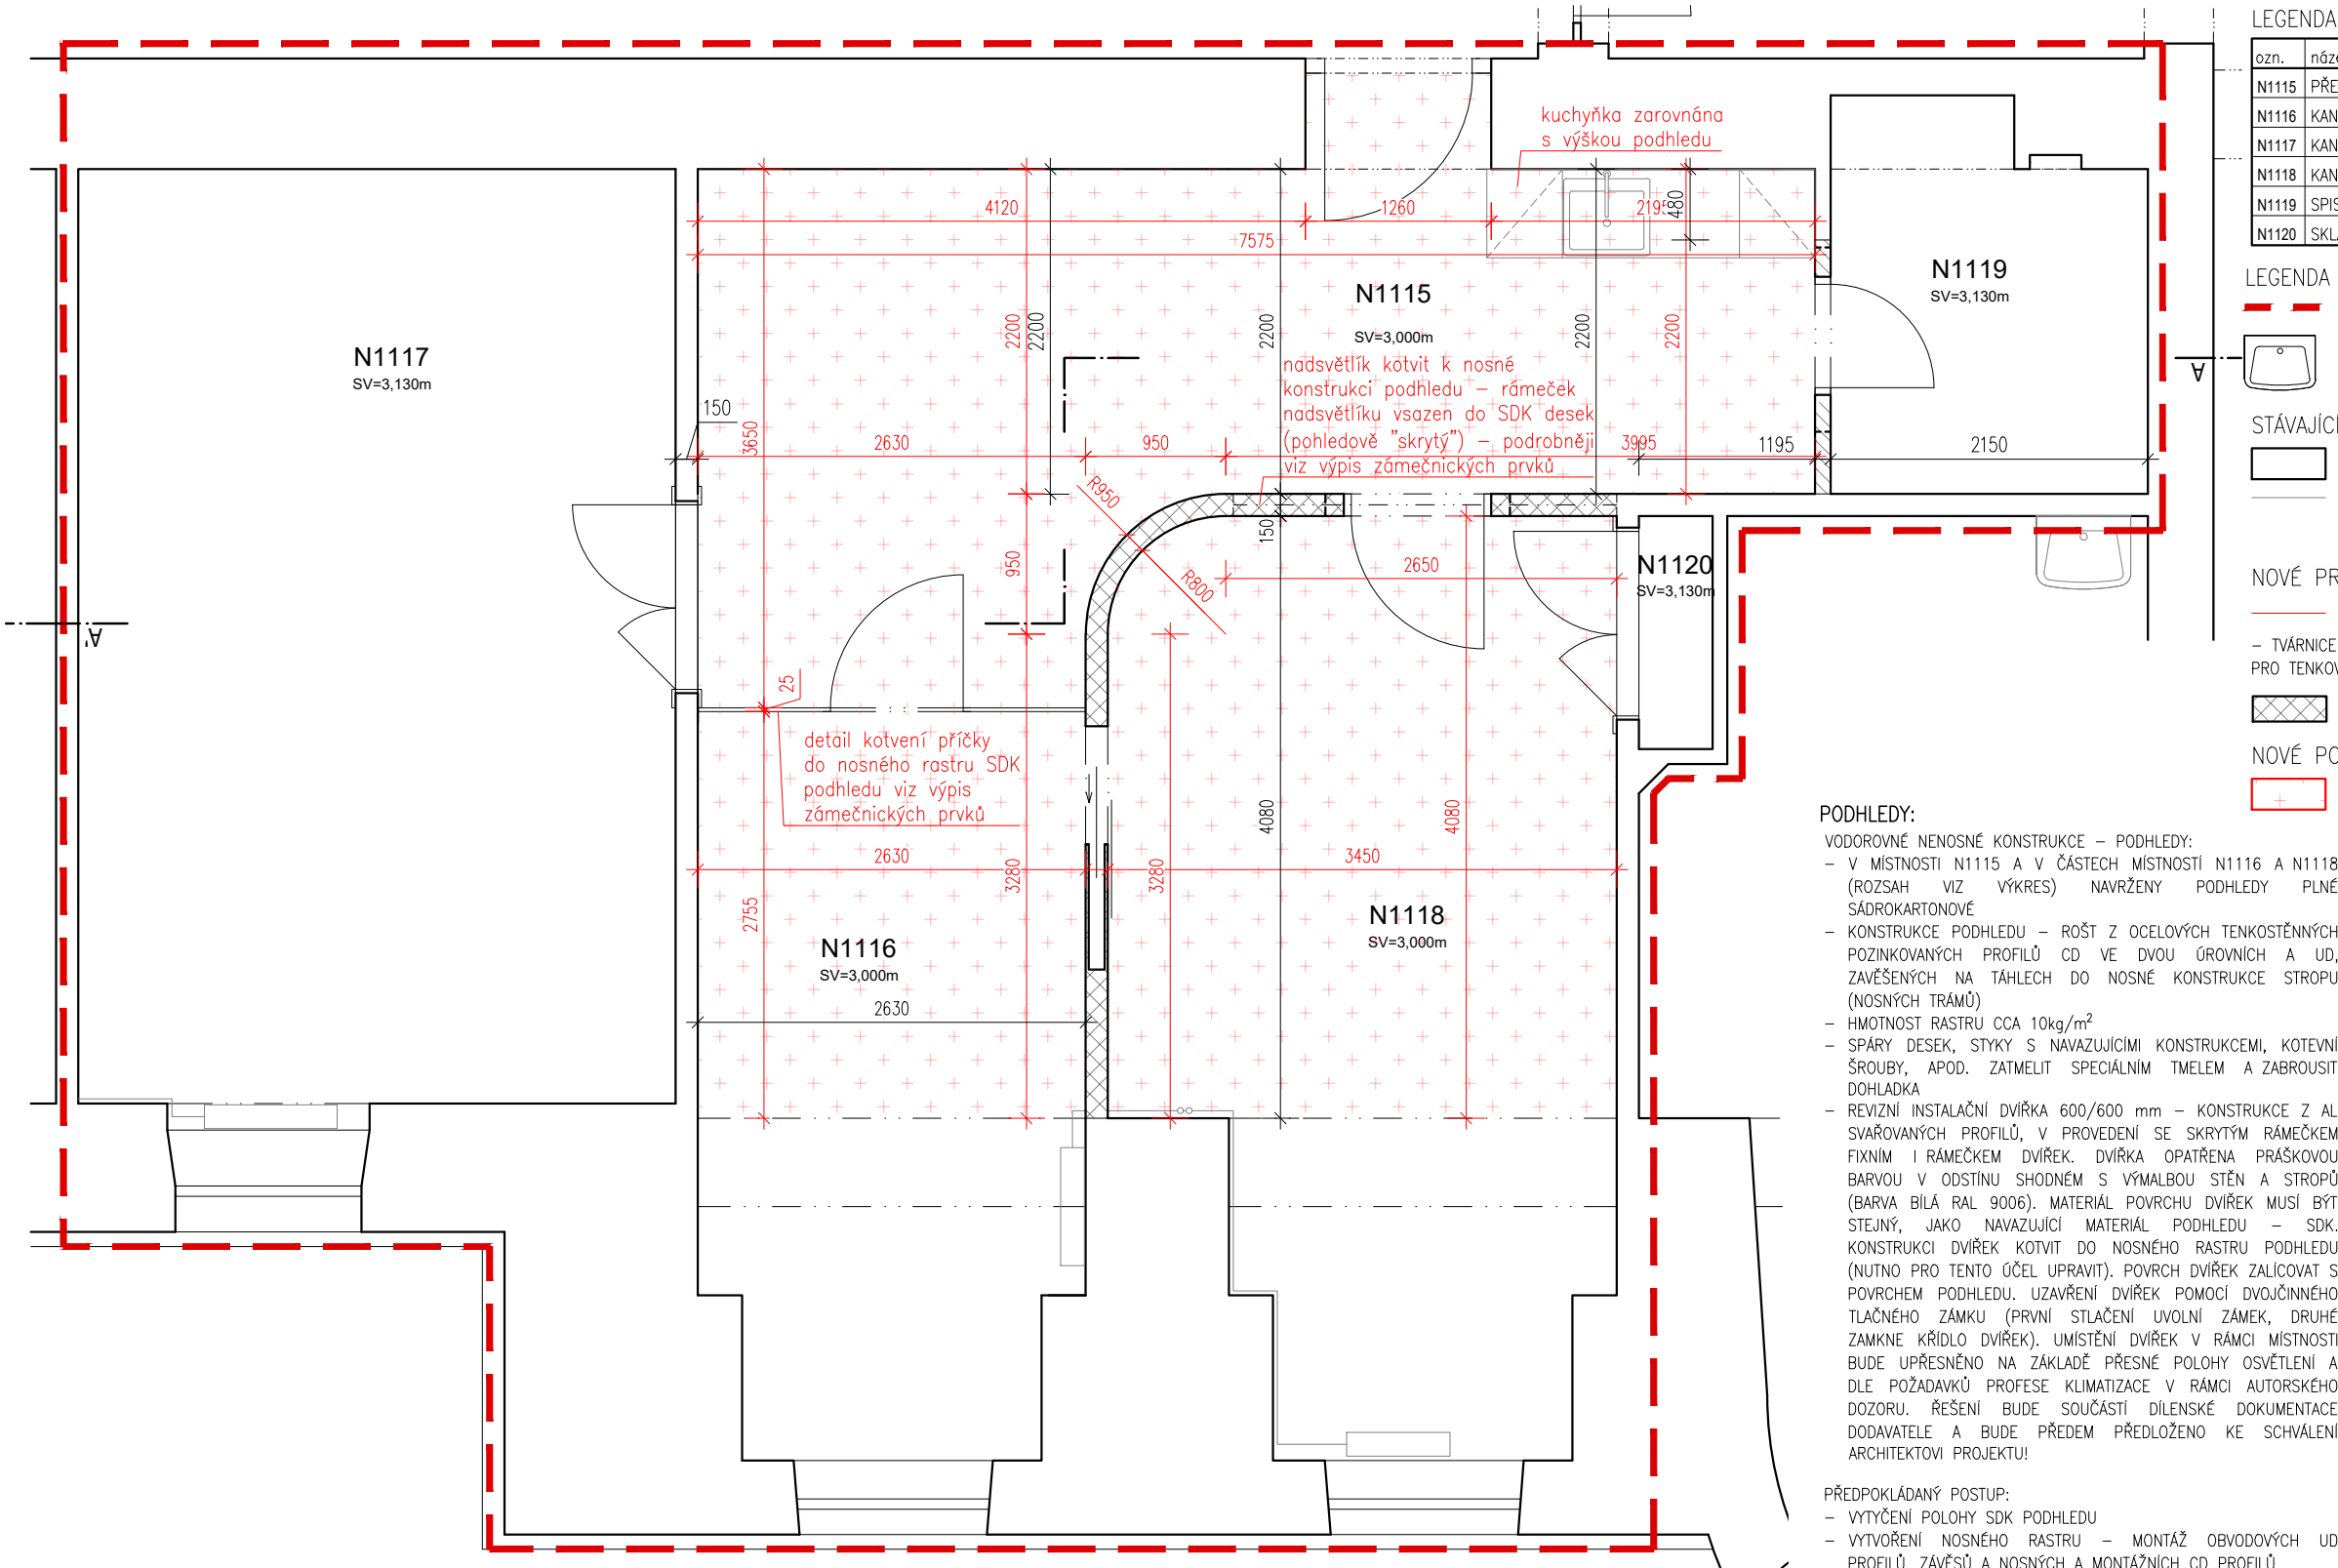 LEGENDA
ozn.
N1115
N1116
N1117
N1118
N1119
N1120
LEGENDA
kuchyňka zarovnána
s výškou podhledu
4120
1260
2195
480
7575
N1119
SV=3,130m
N1115
SV=3,000m
N1117
SV=3,130m
2200
2200
2200
2200
2200
nadsvětlík kotvit k nosné
konstrukci podhledu – rámeček
nadsvětlíku vsazen do SDK desek
(pohledově "skrytý") – podrobněji
viz výpis zámečnických prvků
150
3650
2630
950
3995
1195
2150
A
R950
150
950
R800
2650
N1120
SV=3,130m
A'
25
detail kotvení příčky
do nosného rastru SDK
podhledu viz výpis
zámečnických prvků
4080
4080
2630
3280
3280
3450
2755
N1116
SV=3,000m
N1118
SV=3,000m
2630
– TVÁRNICE
PODHLEDY:
VODOROVNÉ NENOSNÉ KONSTRUKCE – PODHLEDY:
– V MÍSTNOSTI N1115 A V ČÁSTECH MÍSTNOSTÍ N1116 A N1118
(ROZSAH VIZ VÝKRES) NAVRŽENY PODHLEDY PLNÉ
SÁDROKARTONOVÉ
– KONSTRUKCE PODHLEDU – ROŠT Z OCELOVÝCH TENKOSTĚNNÝCH
POZINKOVANÝCH PROFILŮ CD VE DVOU ÚROVNÍCH A UD,
ZAVĚŠENÝCH NA TÁHLECH DO NOSNÉ KONSTRUKCE STROPU
(NOSNÝCH TRÁMŮ)
– HMOTNOST RASTRU CCA 10kg/m²
– SPÁRY DESEK, STYKY S NAVAZUJÍCÍMI KONSTRUKCEMI, KOTEVNÍ
ŠROUBY, APOD. ZATMELIT SPECIÁLNÍM TMELEM A ZABROUSIT
DOHLADKA
– REVIZNÍ INSTALAČNÍ DVÍŘKA 600/600 mm – KONSTRUKCE Z AL
SVAŘOVANÝCH PROFILŮ, V PROVEDENÍ SE SKRYTÝM RÁMEČKEM
FIXNÍM I RÁMEČKEM DVÍŘEK. DVÍŘKA OPATŘENA PRÁŠKOVOU
BARVOU V ODSTÍNU SHODNÉM S VÝMALBOU STĚN A STROPŮ
(BARVA BÍLÁ RAL 9006). MATERIÁL POVRCHU DVÍŘEK MUSÍ BÝT
STEJNÝ, JAKO NAVAZUJÍCÍ MATERIÁL PODHLEDU – SDK.
KONSTRUKCI DVÍŘEK KOTVIT DO NOSNÉHO RASTRU PODHLEDU
(NUTNO PRO TENTO ÚČEL UPRAVIT). POVRCH DVÍŘEK ZALÍCOVAT S
POVRCHEM PODHLEDU. UZAVŘENÍ DVÍŘEK POMOCÍ DVOJČINNÉHO
TLAČNÉHO ZÁMKU (PRVNÍ STLAČENÍ UVOLNÍ ZÁMEK, DRUHÉ
ZAMKNE KŘÍDLO DVÍŘEK). UMÍSTĚNÍ DVÍŘEK V RÁMCI MÍSTNOSTI
BUDE UPŘESNĚNO NA ZÁKLADĚ PŘESNÉ POLOHY OSVĚTLENÍ A
DLE POŽADAVKŮ PROFESE KLIMATIZACE V RÁMCI AUTORSKÉHO
DOZORU. ŘEŠENÍ BUDE SOUČÁSTÍ DÍLENSKÉ DOKUMENTACE
DODAVATELE A BUDE PŘEDEM PŘEDLOŽENO KE SCHVÁLENÍ
ARCHITEKTOVI PROJEKTU!
PŘEDPOKLÁDANÝ POSTUP:
– VYTYČENÍ POLOHY SDK PODHLEDU
– VYTVOŘENÍ NOSNÉHO RASTRU – MONTÁŽ OBVODOVÝCH UD
PROFILŮ, ZÁVĚSŮ A NOSNÝCH A MONTÁŽNÍCH CD PROFILŮ
NOVÉ
PRO
NOVÉ